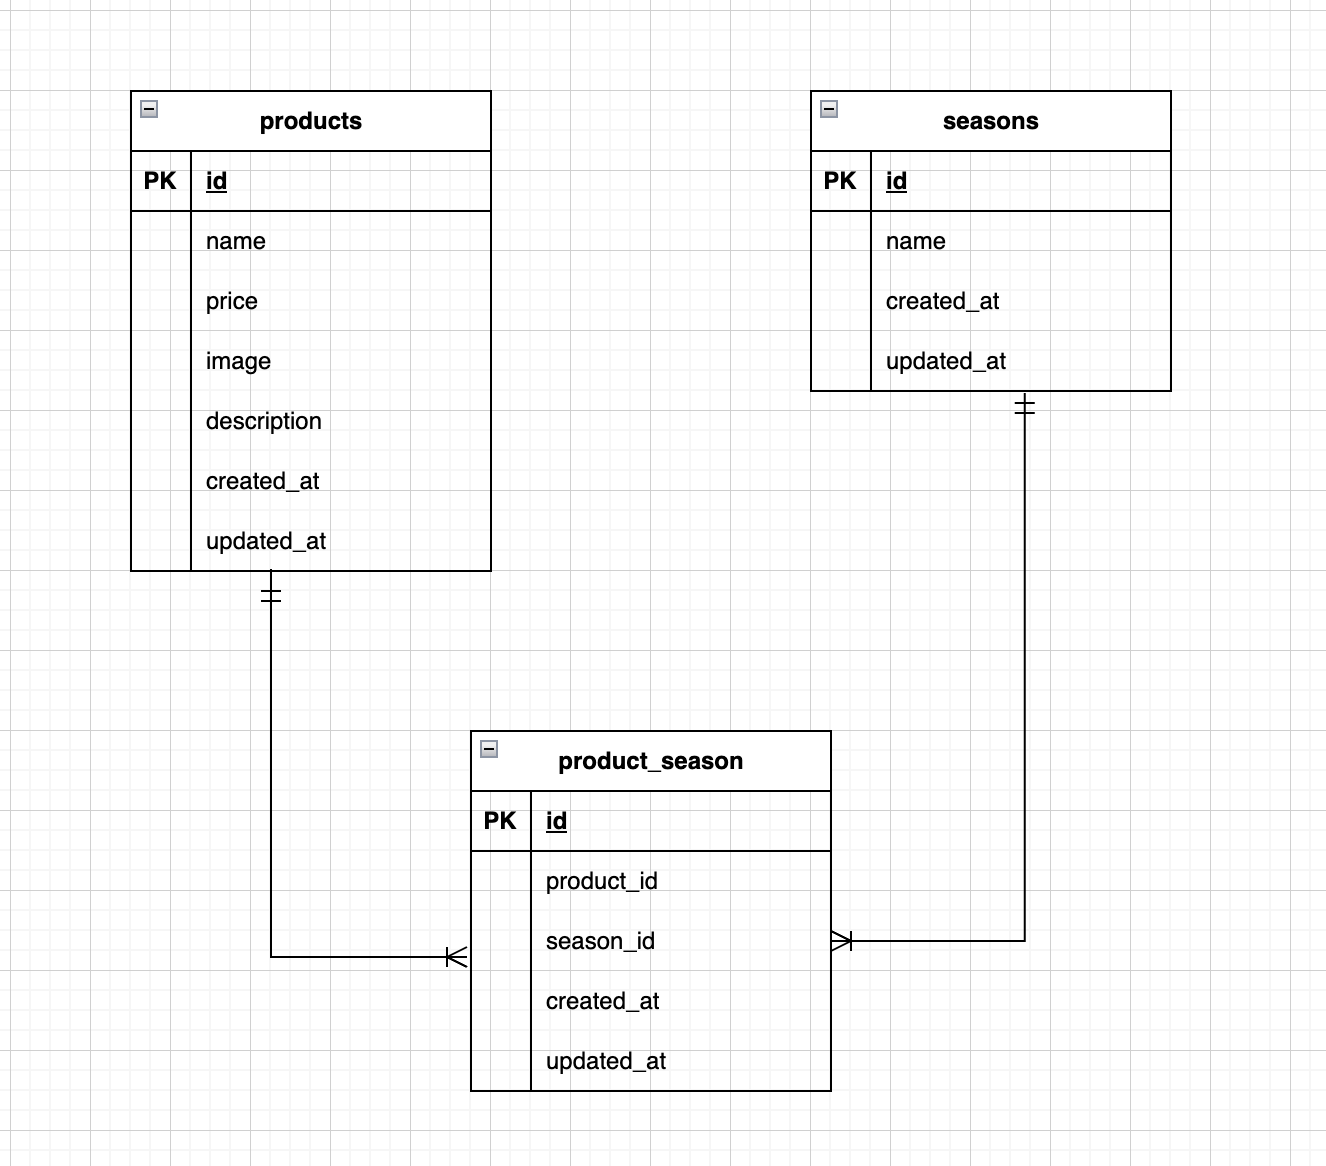 products
PK id
name
price
image
description
created_at
updated_at
seasons
PK id
name
created_at
updated_at
product_season
PK id
product_id
season_id
created_at
updated_at